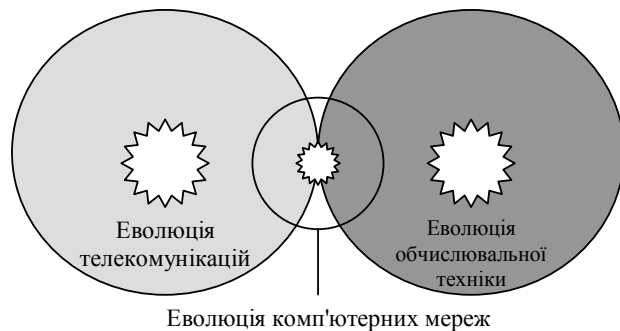 Еволюція
телекомунікацій
Еволюція
обчислювальної
техніки
Еволюція комп'ютерних мереж